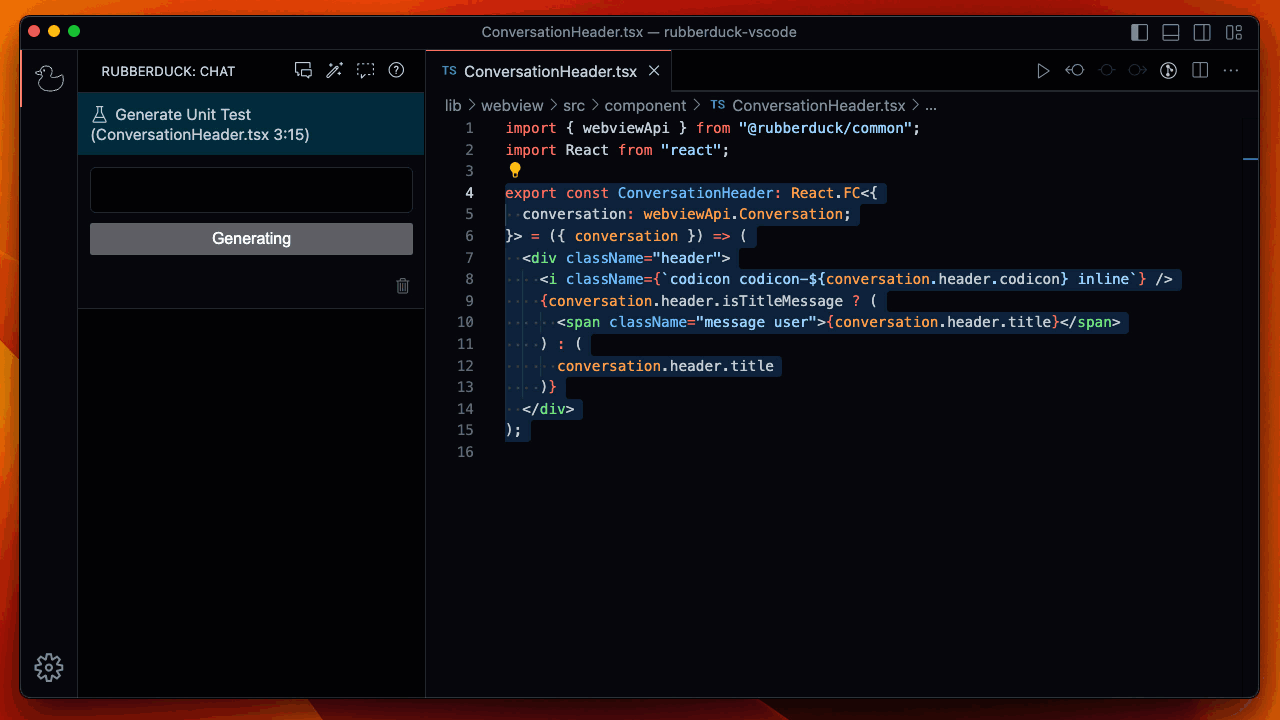 ConversationHeader.tsx — rubberduck-vscode
RUBBERDUCK: CHAT
Generate Unit Test
(ConversationHeader.tsx 3:15)
Generating
TS ConversationHeader.tsx
lib > webview > src > component > TS ConversationHeader.tsx > ...
1 import { webviewApi } from "@rubberduck/common";
2 import React from "react";
3
4 export const ConversationHeader: React.FC<{
5 conversation: webviewApi.Conversation;
6 }> = ({ conversation }) => (
7 <div className="header">
8 <i className={`codicon codicon-${conversation.header.codicon} inline`} />
9 {conversation.header.isTitleMessage ? (
10 <span className="message user">{conversation.header.title}</span>
11 ) : (
12 conversation.header.title
13 )}
14 </div>
15 );
16